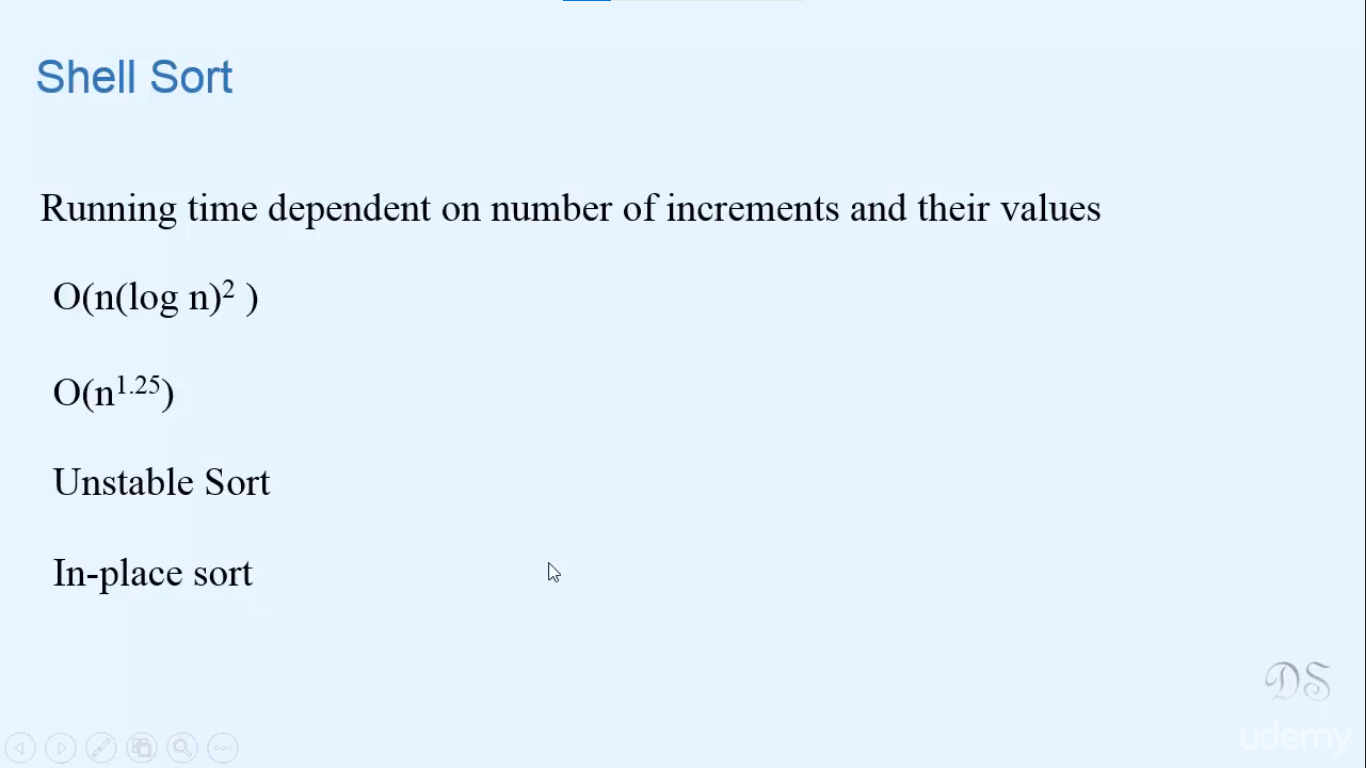 Shell Sort
Running time dependent on number of increments and their values
O(n(log n)² )
O(n¹·²⁵)
Unstable Sort
In-place sort
DS
udemy